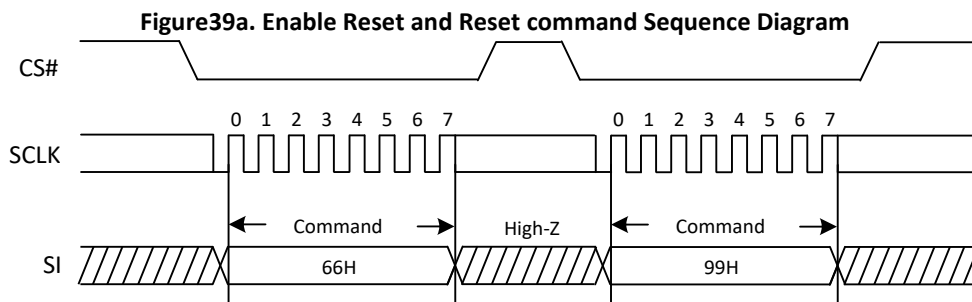 Figure39a. Enable Reset and Reset command Sequence Diagram
CS#
0 1 2 3 4 5 6 7 0 1 2 3 4 5 6 7
SCLK
Command High-Z Command
SI 66H 99H